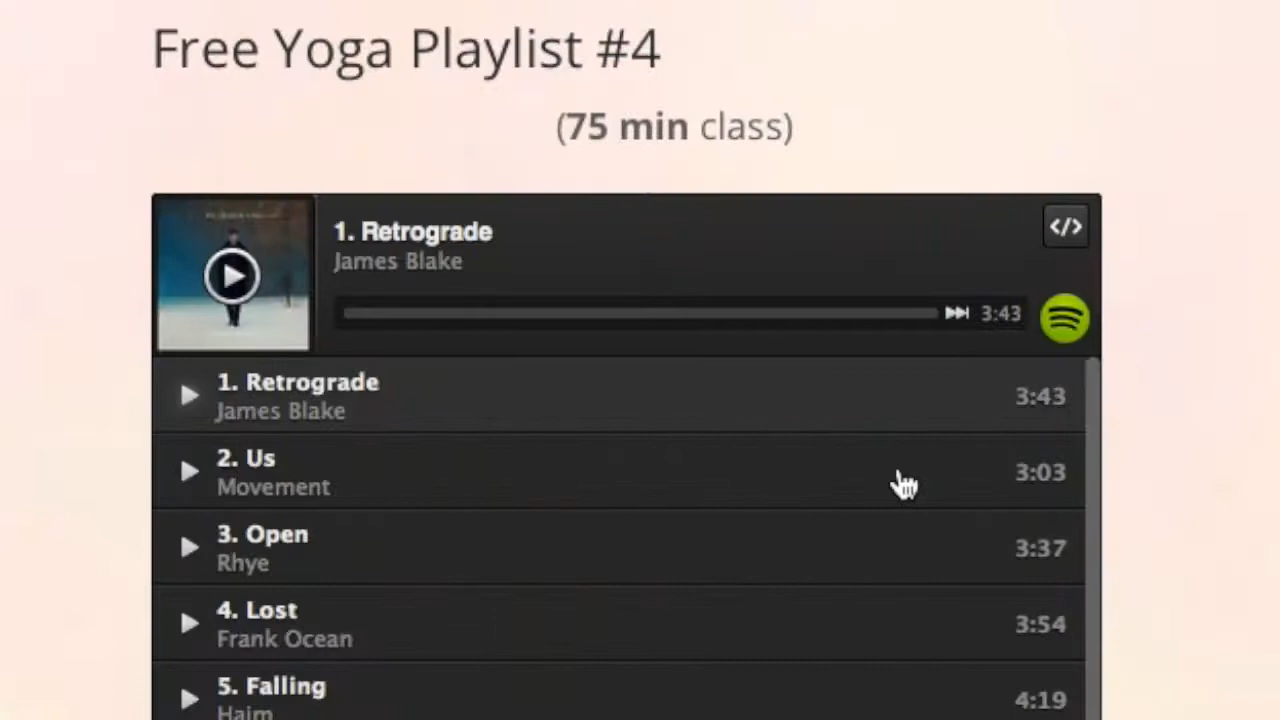 Free Yoga Playlist #4
(75 min class)
1. Retrograde
James Blake
3:43
</>
1. Retrograde
James Blake
3:43
2. Us
Movement
3:03
3. Open
Rhye
3:37
4. Lost
Frank Ocean
3:54
5. Falling
Haim
4:19